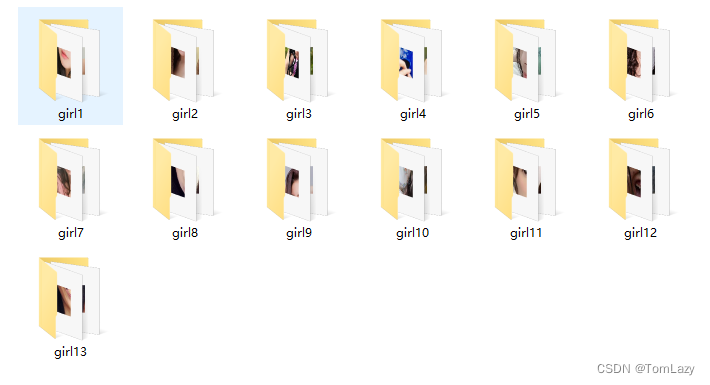 girl1 girl2 girl3 girl4 girl5 girl6
girl7 girl8 girl9 girl10 girl11 girl12
girl13
CSDN @TomLazy